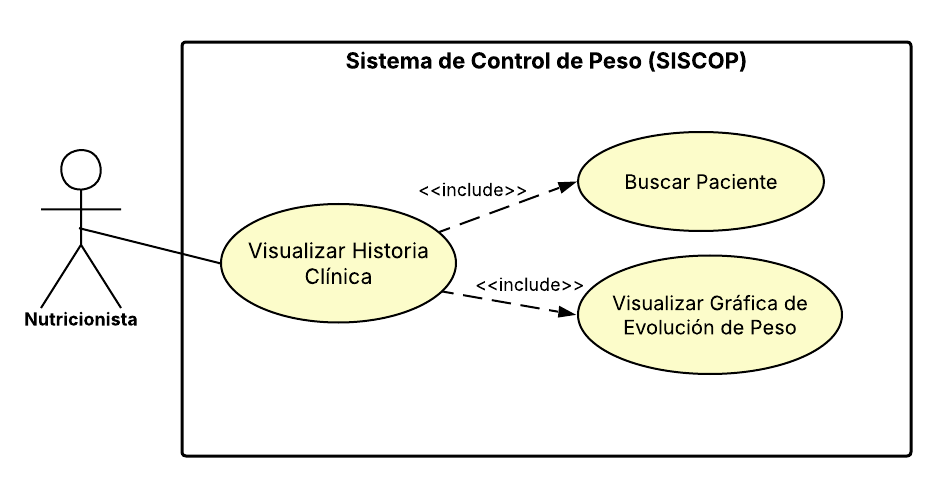 Sistema de Control de Peso (SISCOP)
Buscar Paciente
<<include>>
Visualizar Historia
Clínica
<<include>>
Visualizar Gráfica de
Evolución de Peso
Nutricionista